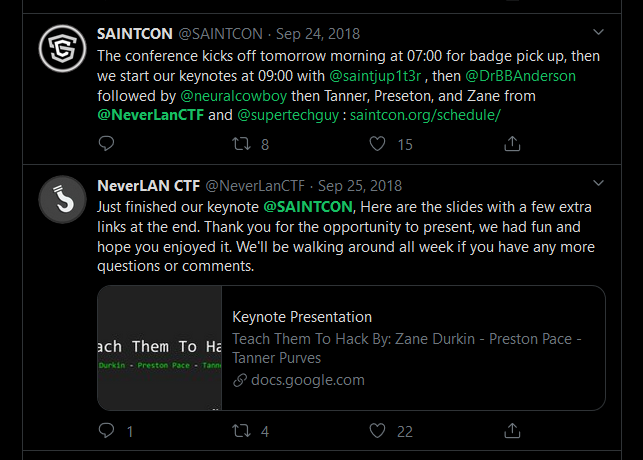 SAINTCON @SAINTCON · Sep 24, 2018
The conference kicks off tomorrow morning at 07:00 for badge pick up, then
we start our keynotes at 09:00 with @saintjup1t3r , then @DrBBAnderson
followed by @neuralcowboy then Tanner, Preseton, and Zane from
@NeverLanCTF and @supertechguy : saintcon.org/schedule/
8 15
NeverLAN CTF @NeverLanCTF · Sep 25, 2018
Just finished our keynote @SAINTCON, Here are the slides with a few extra
links at the end. Thank you for the opportunity to present, we had fun and
hope you enjoyed it. We'll be walking around all week if you have any more
questions or comments.
ach Them To Ha
Durkin - Preston Pace - Tann
Keynote Presentation
Teach Them To Hack By: Zane Durkin - Preston Pace -
Tanner Purves
docs.google.com
1 4 22